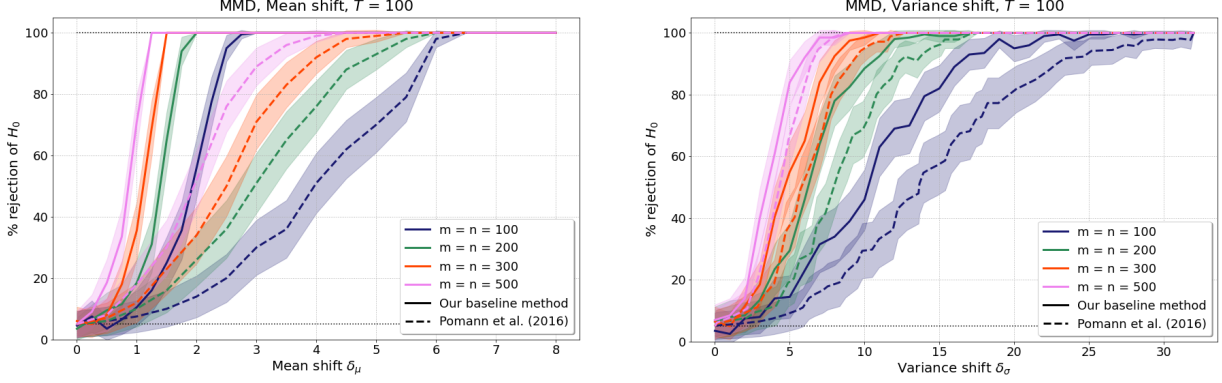 MMD, Mean shift, T = 100
% rejection of H₀
100
80
60
40
20
0
0 1 2 3 4 5 6 7 8
Mean shift δμ
m = n = 100
m = n = 200
m = n = 300
m = n = 500
Our baseline method
Pomann et al. (2016)
MMD, Variance shift, T = 100
% rejection of H₀
100
80
60
40
20
0
0 5 10 15 20 25 30
Variance shift δσ
m = n = 100
m = n = 200
m = n = 300
m = n = 500
Our baseline method
Pomann et al. (2016)